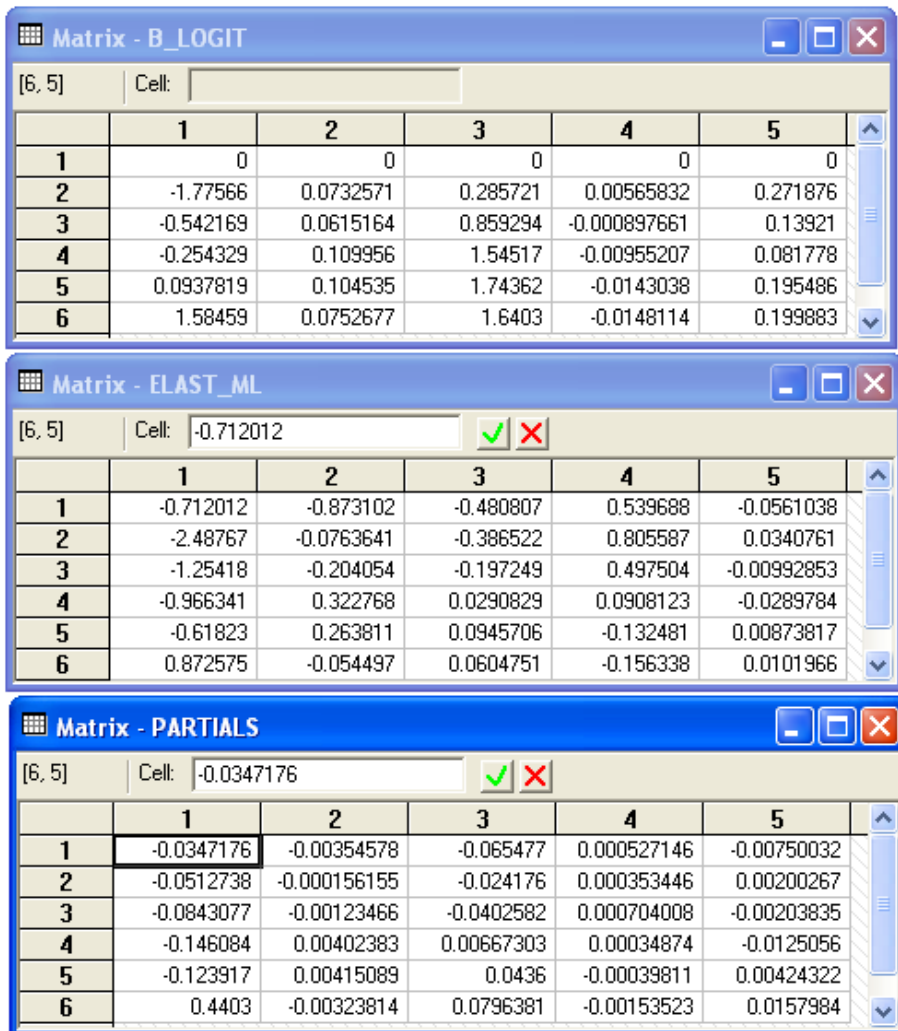 Matrix - B_LOGIT
[6, 5] Cell:
1 2 3 4 5
1 0 0 0 0 0
2 -1.77566 0.0732571 0.285721 0.00565832 0.271876
3 -0.542169 0.0615164 0.859294 -0.000897661 0.13921
4 -0.254329 0.109956 1.54517 -0.00955207 0.081778
5 0.0937819 0.104535 1.74362 -0.0143038 0.195486
6 1.58459 0.0752677 1.6403 -0.0148114 0.199883
Matrix - ELAST_ML
[6, 5] Cell: -0.712012
1 2 3 4 5
1 -0.712012 -0.873102 -0.480807 0.539688 -0.0561038
2 -2.48767 -0.0763641 -0.386522 0.805587 0.0340761
3 -1.25418 -0.204054 -0.197249 0.497504 -0.00992853
4 -0.966341 0.322768 0.0290829 0.0908123 -0.0289784
5 -0.61823 0.263811 0.0945706 -0.132481 0.00873817
6 0.872575 -0.054497 0.0604751 -0.156338 0.0101966
Matrix - PARTIALS
[6, 5] Cell: -0.0347176
1 2 3 4 5
1 -0.0347176 -0.00354578 -0.065477 0.000527146 -0.00750032
2 -0.0512738 -0.000156155 -0.024176 0.000353446 0.00200267
3 -0.0843077 -0.00123466 -0.0402582 0.000704008 -0.00203835
4 -0.146084 0.00402383 0.00667303 0.00034874 -0.0125056
5 -0.123917 0.00415089 0.0436 -0.00039811 0.00424322
6 0.4403 -0.00323814 0.0796381 -0.00153523 0.0157984